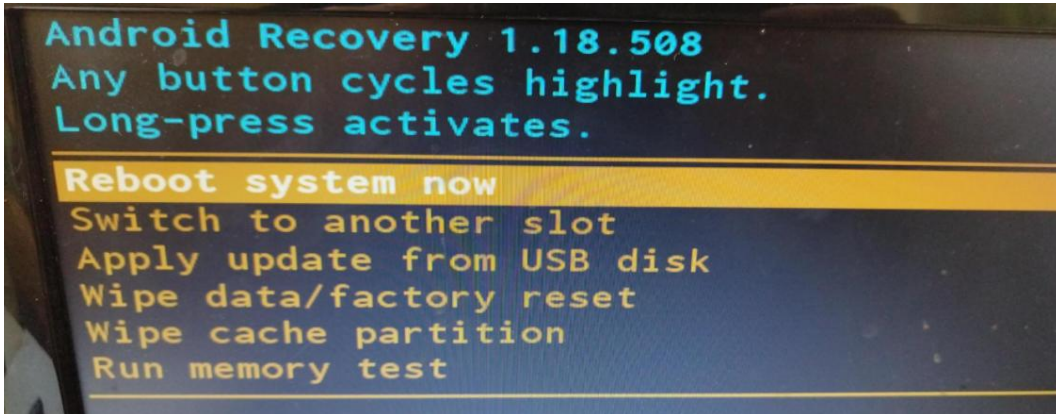 Android Recovery 1.18.508
Any button cycles highlight.
Long-press activates.
Reboot system now
Switch to another slot
Apply update from USB disk
Wipe data/factory reset
Wipe cache partition
Run memory test